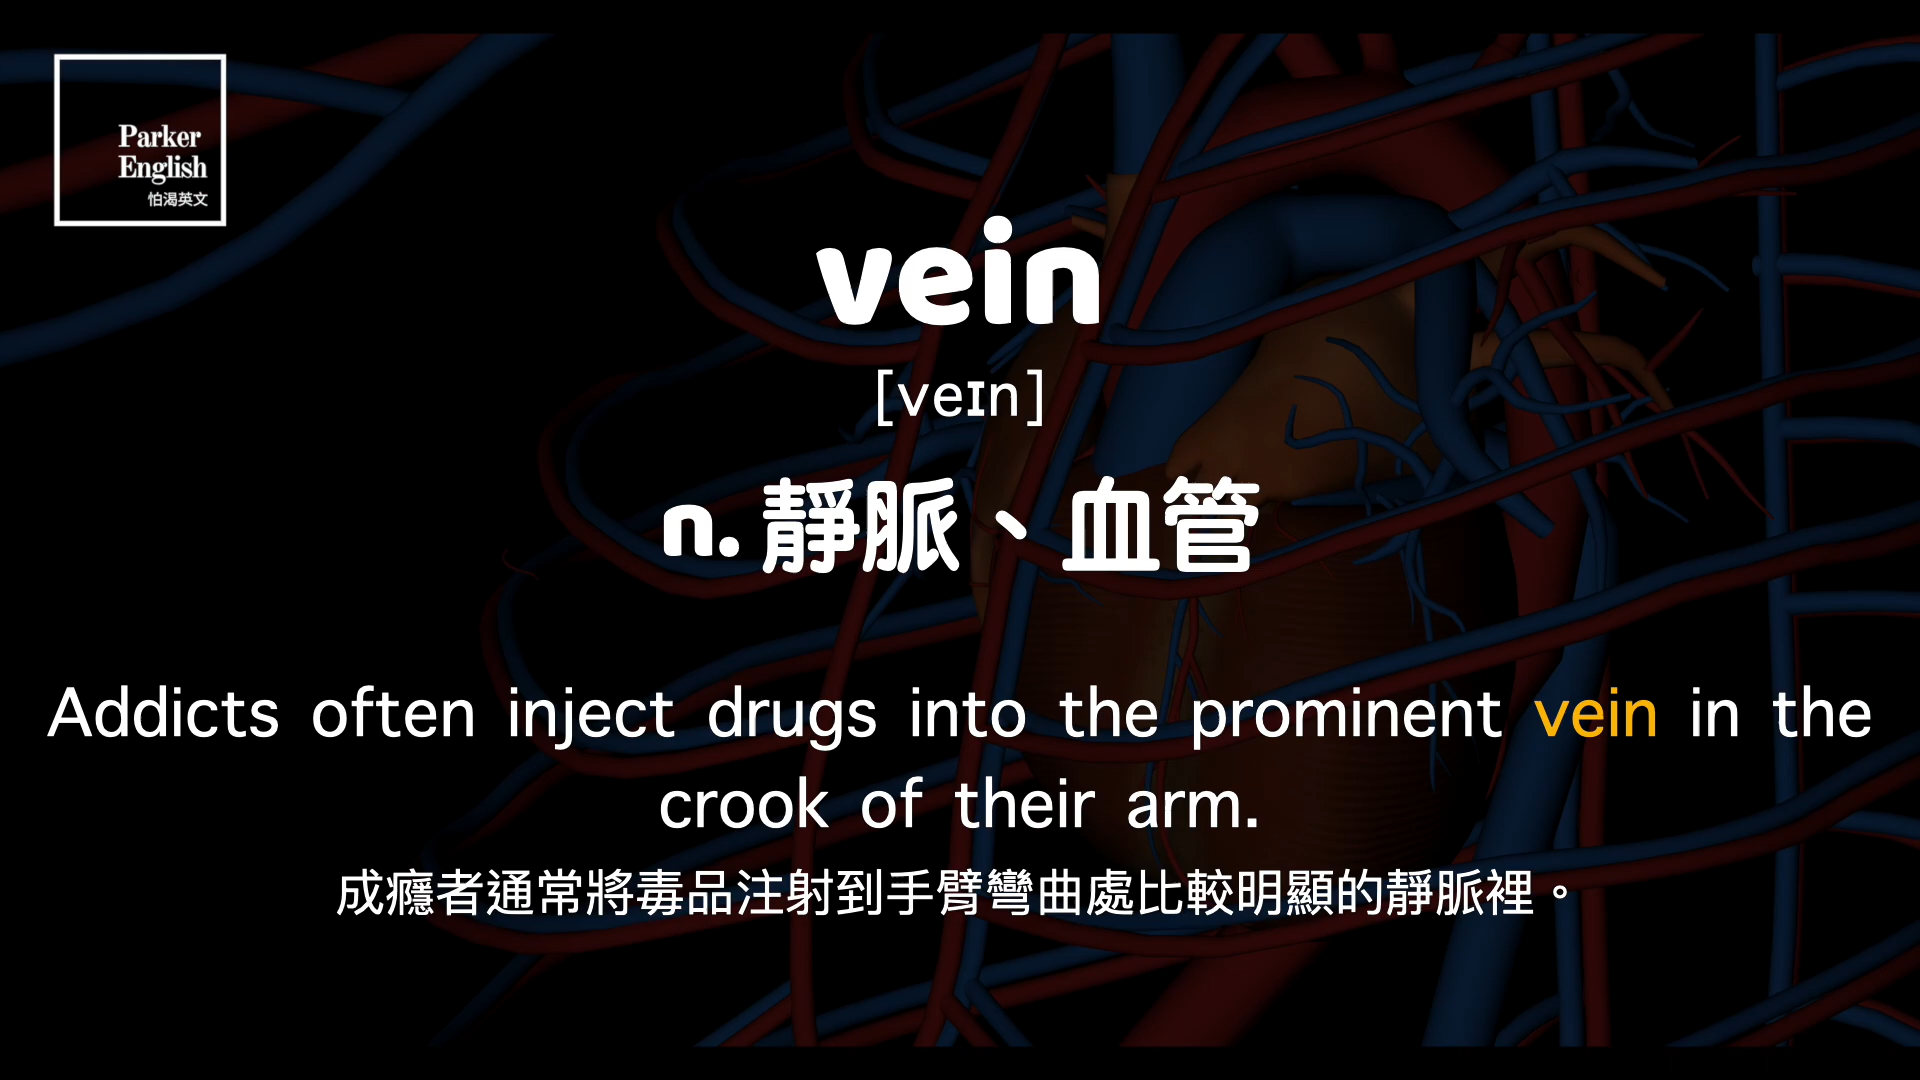 Parker
English
怕渴英文
vein
[veɪn]
n. 靜脈、血管
Addicts often inject drugs into the prominent vein in the
crook of their arm.
成癮者通常將毒品注射到手臂彎曲處比較明顯的靜脈裡。